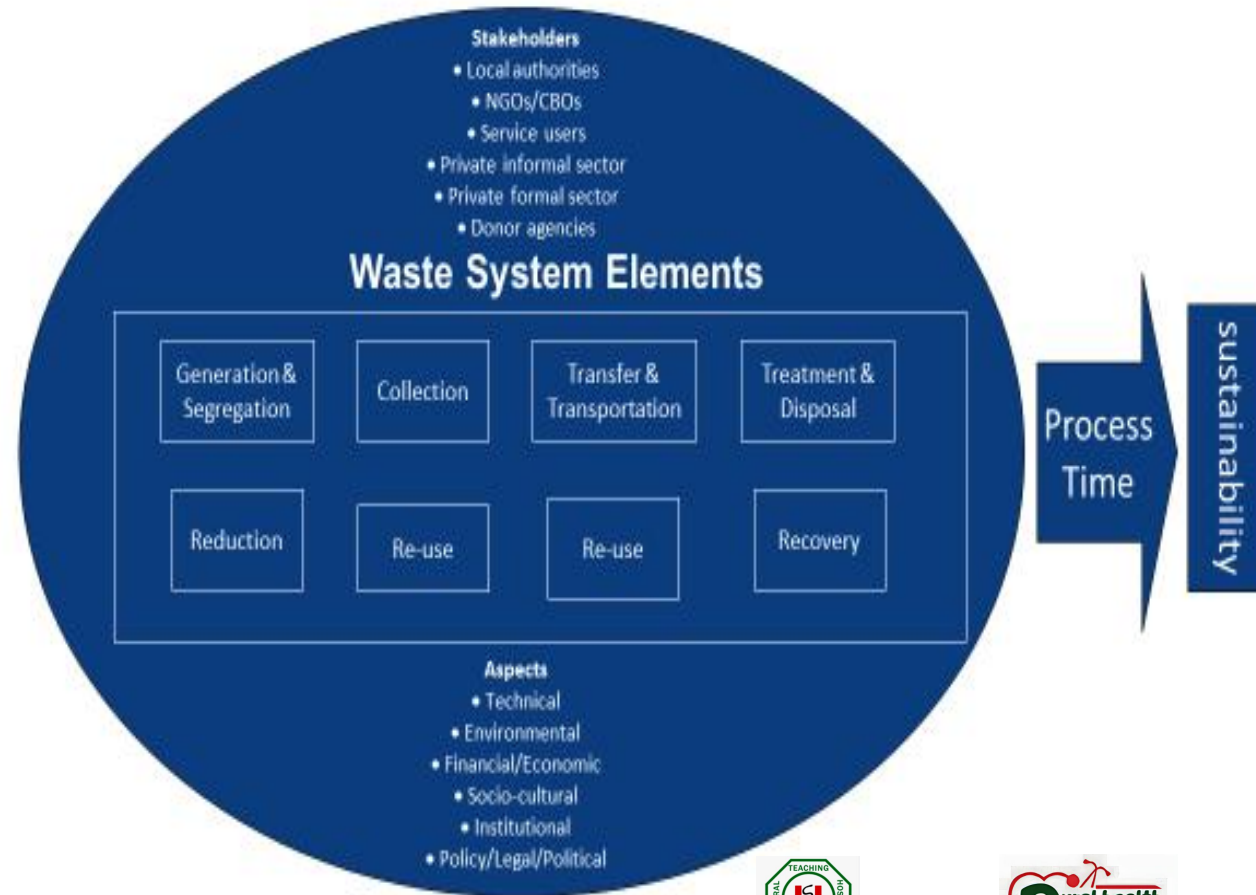 Stakeholders
• Local authorities
• NGOs/CBOs
• Service users
• Private informal sector
• Private formal sector
• Donor agencies
Waste System Elements
Generation &
Segregation
Collection
Transfer &
Transportation
Treatment &
Disposal
Reduction
Re-use
Re-use
Recovery
Aspects
• Technical
• Environmental
• Financial/Economic
• Socio-cultural
• Institutional
• Policy/Legal/Political
Process
Time
sustainability
TEACHING